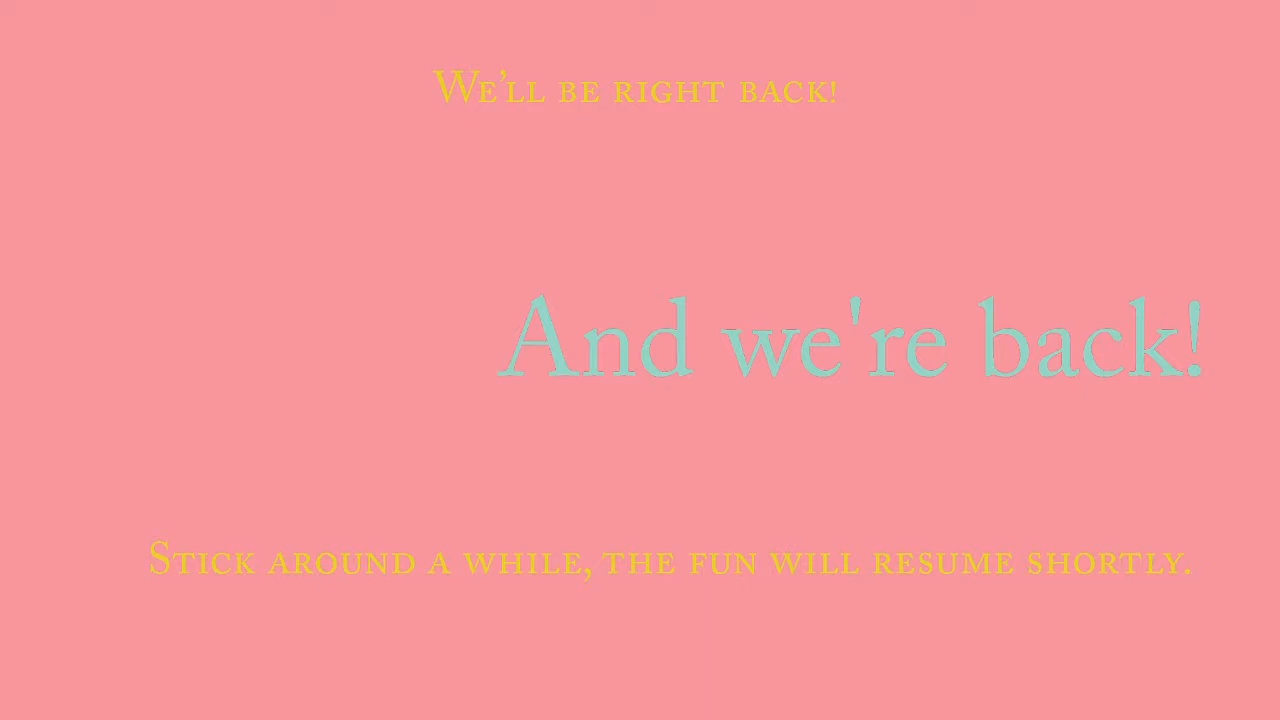 We'll be right back!
And we're back!
Stick around a while, the fun will resume shortly.